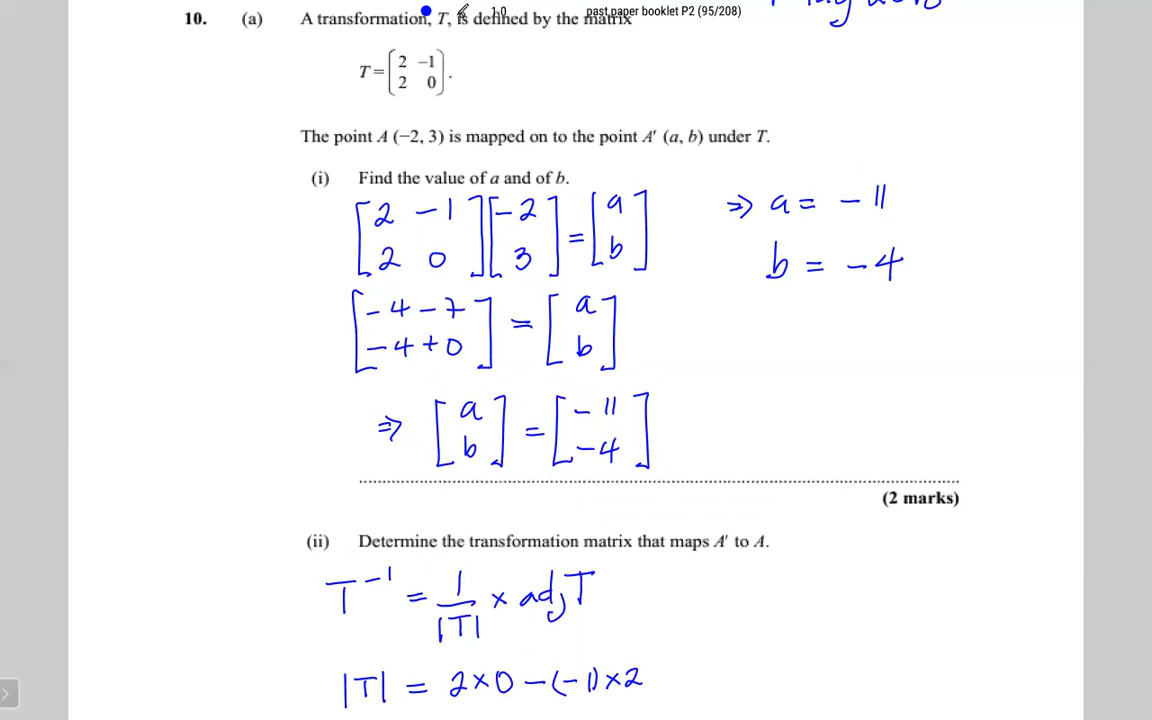 past paper booklet P2 (95/208)
10. (a) A transformation, T, is defined by the matrix
T = [2 -1
2 0].
The point A (−2, 3) is mapped on to the point A′ (a, b) under T.
(i) Find the value of a and of b.
[2 -1
2 0] [-2
3] = [a
b]
⇒ a = -11
b = -4
[-4 - 7
-4 + 0] = [a
b]
⇒ [a
b] = [-11
-4]
(2 marks)
(ii) Determine the transformation matrix that maps A′ to A.
T^-1 = 1/|T| × adj T
|T| = 2×0 - (-1)×2